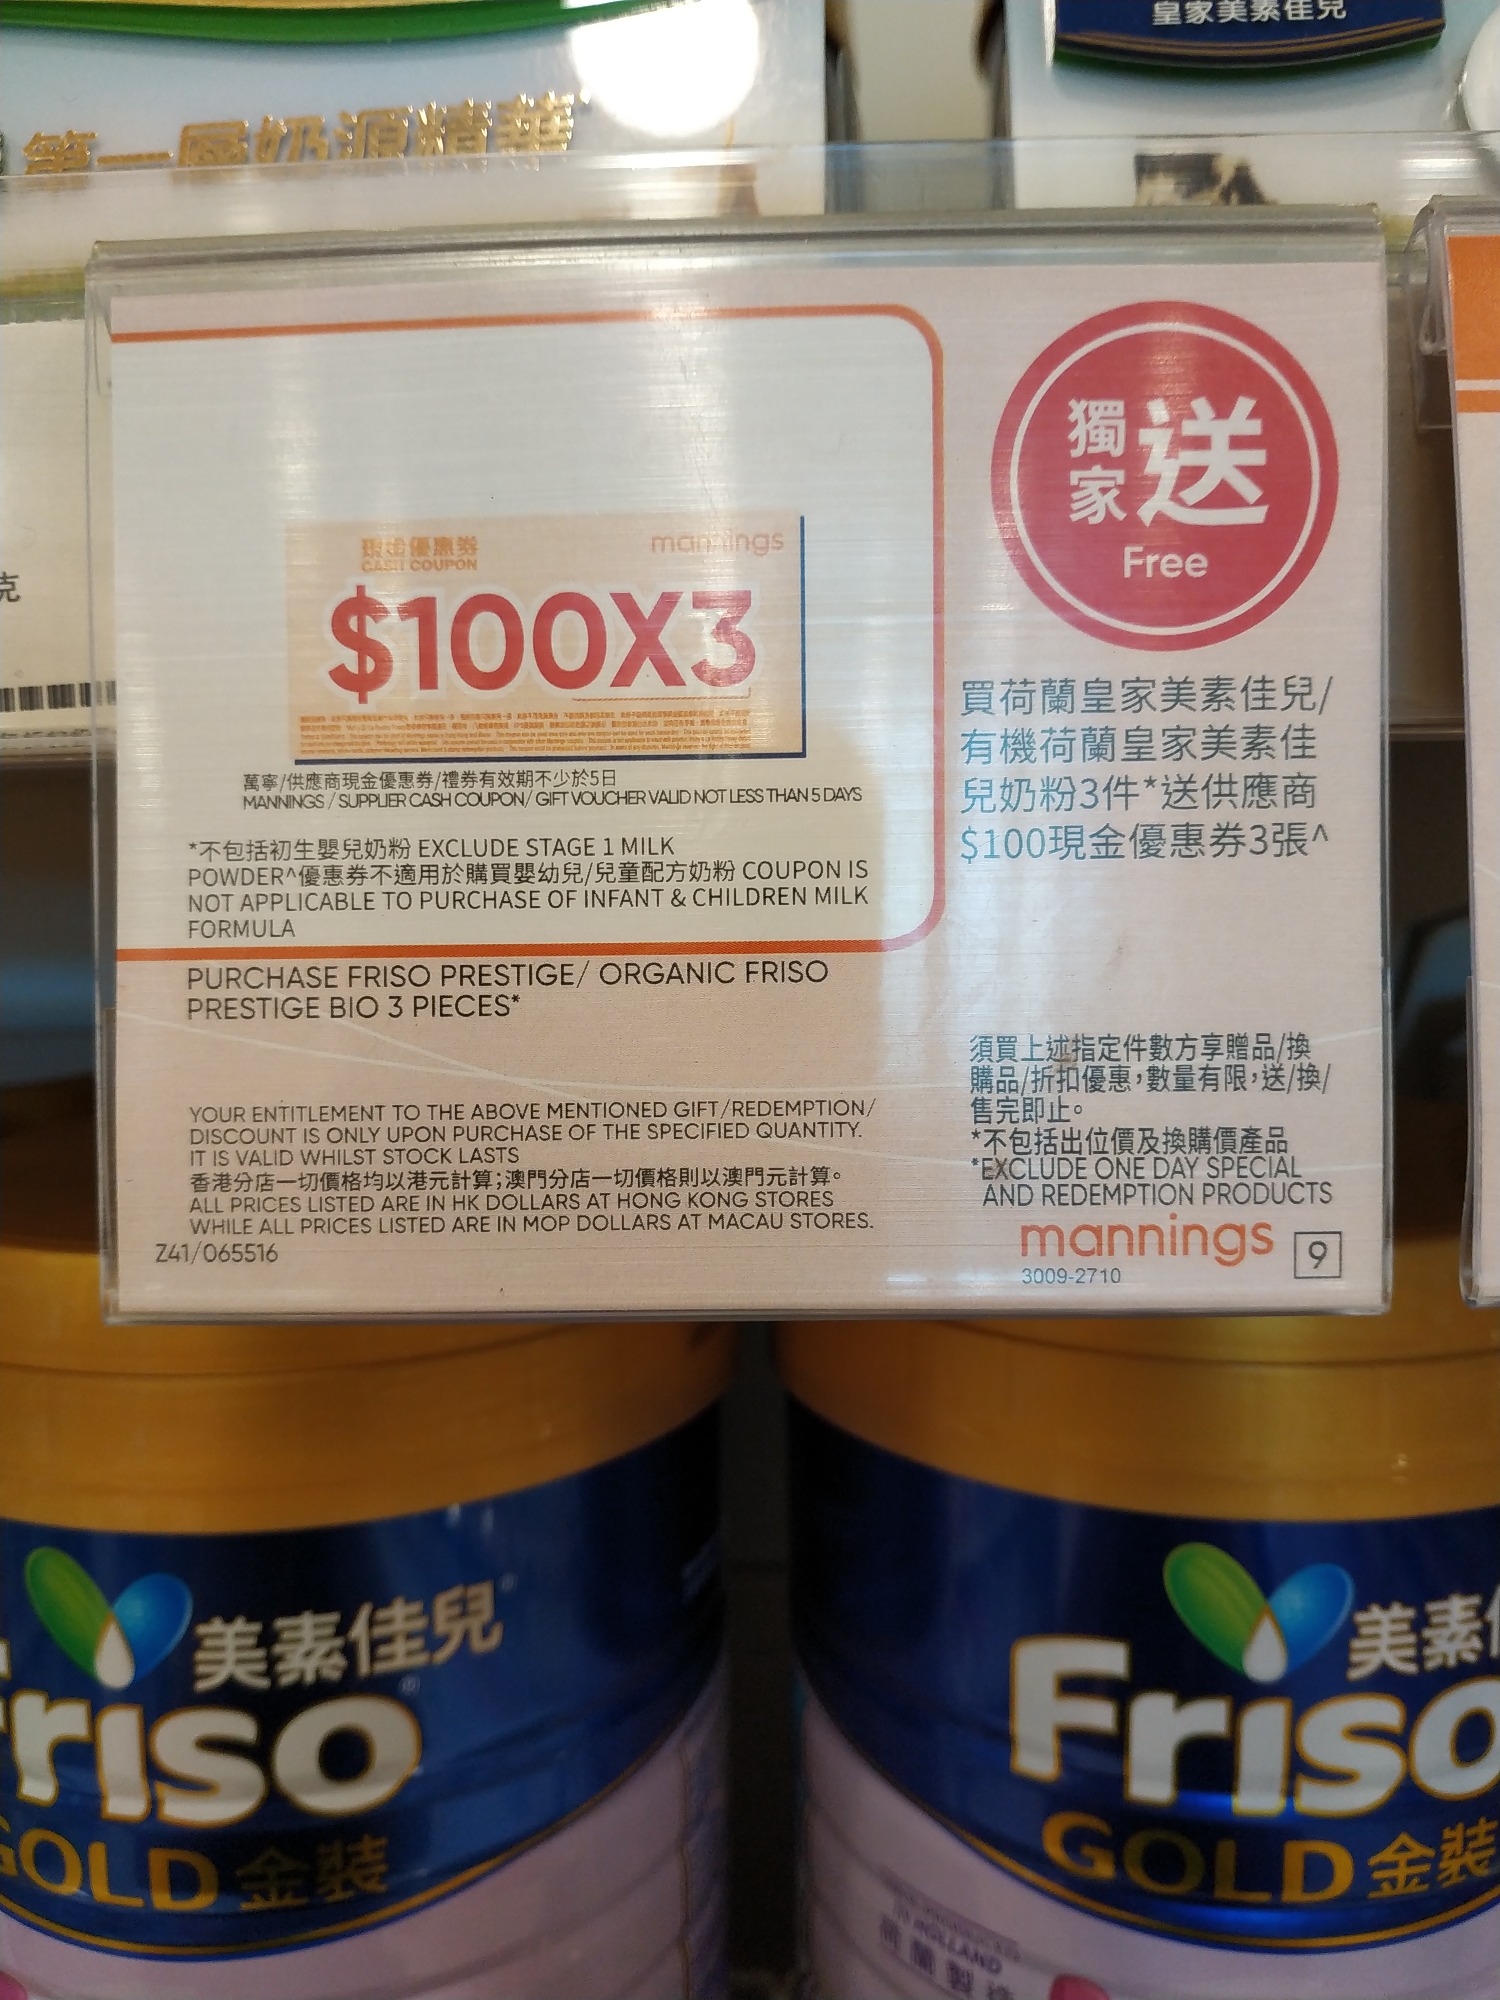 皇家美素佳兒
第一層奶源精華
克
獨家 送
Free
現金優惠券
CASH COUPON
mannings
$100X3
萬寧/供應商現金優惠券/禮券有效期不少於5日
MANNINGS / SUPPLIER CASH COUPON/ GIFT VOUCHER VALID NOT LESS THAN 5 DAYS
*不包括初生嬰兒奶粉 EXCLUDE STAGE 1 MILK
POWDER^優惠券不適用於購買嬰幼兒/兒童配方奶粉 COUPON IS
NOT APPLICABLE TO PURCHASE OF INFANT & CHILDREN MILK
FORMULA
PURCHASE FRISO PRESTIGE/ ORGANIC FRISO
PRESTIGE BIO 3 PIECES*
YOUR ENTITLEMENT TO THE ABOVE MENTIONED GIFT/REDEMPTION/
DISCOUNT IS ONLY UPON PURCHASE OF THE SPECIFIED QUANTITY.
IT IS VALID WHILST STOCK LASTS
香港分店一切價格均以港元計算;澳門分店一切價格則以澳門元計算。
ALL PRICES LISTED ARE IN HK DOLLARS AT HONG KONG STORES
WHILE ALL PRICES LISTED ARE IN MOP DOLLARS AT MACAU STORES.
Z41/065516
買荷蘭皇家美素佳兒/
有機荷蘭皇家美素佳
兒奶粉3件*送供應商
$100現金優惠券3張^
須買上述指定件數方享贈品/換
購品/折扣優惠,數量有限,送/換/
售完即止。
*不包括出位價及換購價產品
*EXCLUDE ONE DAY SPECIAL
AND REDEMPTION PRODUCTS
mannings
3009-2710
9
美素佳兒
Friso
GOLD 金裝
美素佳
Friso
GOLD 金裝
HOLLAND
荷蘭製造